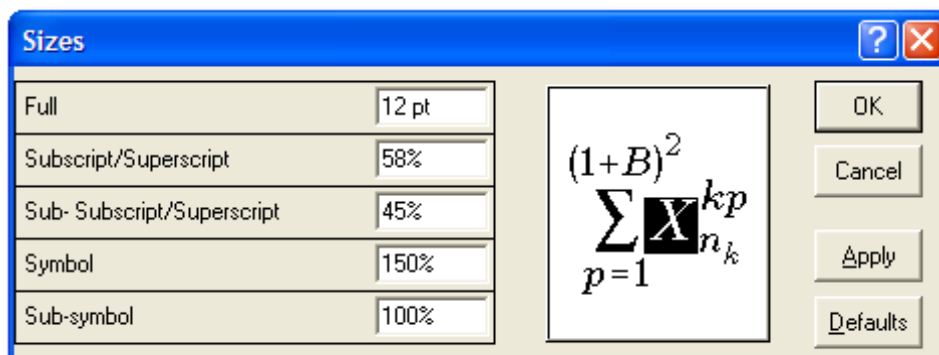 Sizes
Full 12 pt
Subscript/Superscript 58%
Sub- Subscript/Superscript 45%
Symbol 150%
Sub-symbol 100%
(1+B)^2
∑ X kp
n_k
p=1
OK
Cancel
Apply
Defaults